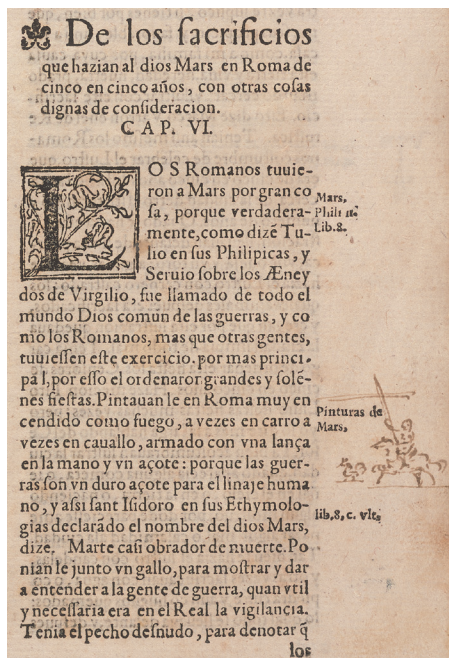 De los ſacrificios
que hazian al dios Mars en Roma de
cinco en cinco años, con otras coſas
dignas de conſideracion.
CAP. VI.
LOS Romanos tuuie-
ron a Mars por gran co
ſa, porque verdadera-
mente, como dizē Tu-
lio en ſus Philipicas, y
Seruio ſobre los Æney
dos de Virgilio, fue llamado de todo el
mundo Dios comun de las guerras, y co
mo los Romanos, mas que otras gentes,
tuuieſſen eſte exercicio. por mas princi.
pal, por eſſo el ordenaron grandes y ſolē-
nes fieſtas. Pintauan le en Roma muy en
cendido como fuego, a vezes en carro a
vezes en cauallo, armado con vna lança
en la mano y vn açote: porque las guer-
ras ſon vn duro açote para el linaje huma
no, y aſsi ſant Iſidoro en ſus Ethymolo-
gias declarādo el nombre del dios Mars,
dize. Marte caſi obrador de muerte. Po
nian le junto vn gallo, para moſtrar y dar
a entender a la gente de guerra, quan vtil
y neceſſaria era en el Real la vigilancia.
Tenia el pecho deſnudo, para denotar q̄
los
Mars.
Phili
Lib. 8.
Pinturas de
Mars,
lib. 8. c. vlt.